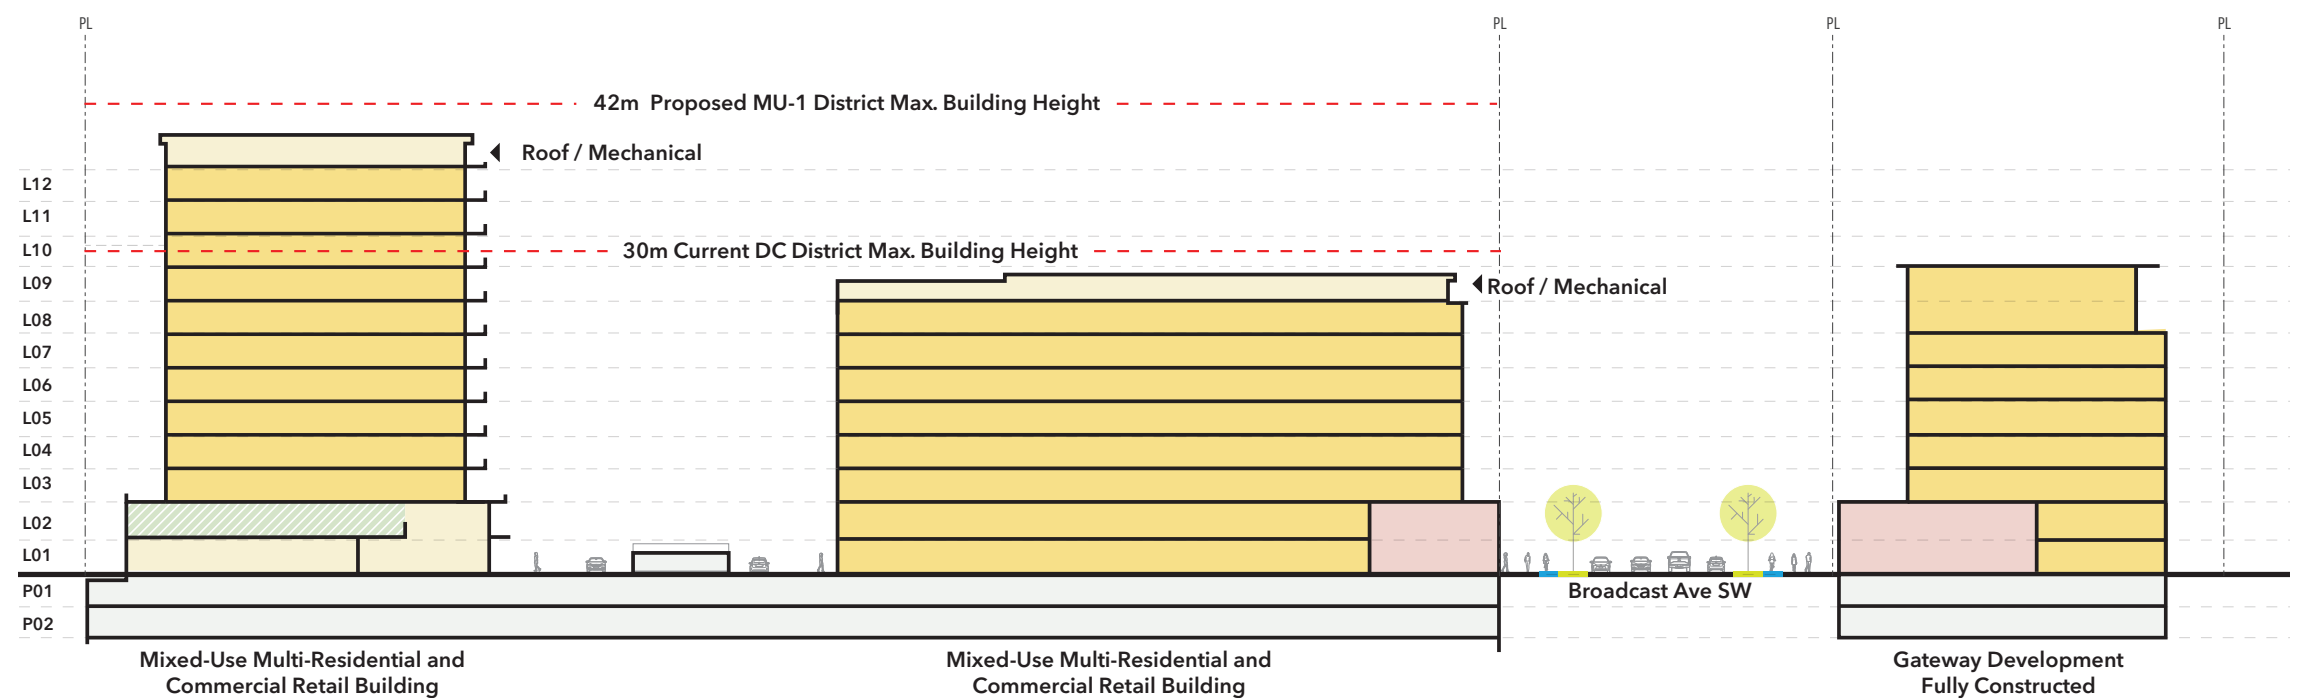 PL
PL
PL
PL
42m Proposed MU-1 District Max. Building Height
Roof / Mechanical
L12
L11
L10
30m Current DC District Max. Building Height
L09
Roof / Mechanical
L08
L07
L06
L05
L04
L03
L02
L01
P01
Broadcast Ave SW
P02
Mixed-Use Multi-Residential and
Commercial Retail Building
Mixed-Use Multi-Residential and
Commercial Retail Building
Gateway Development
Fully Constructed